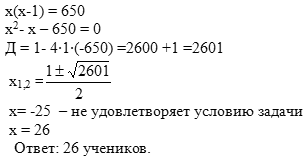 x(x-1) = 650
x²- x – 650 = 0
Д = 1- 4·1·(-650) =2600 +1 =2601
x₁,₂ = (1± √2601)/2
x= -25 – не удовлетворяет условию задачи
x = 26
Ответ: 26 учеников.